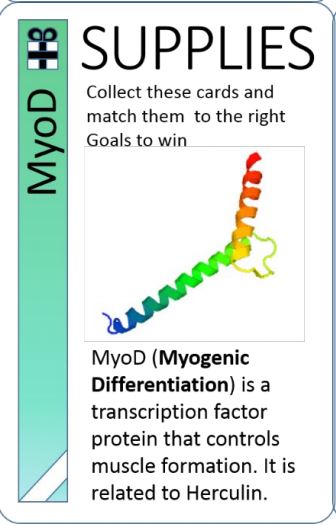 MyoD
SUPPLIES
Collect these cards and
match them to the right
Goals to win
MyoD (Myogenic
Differentiation) is a
transcription factor
protein that controls
muscle formation. It is
related to Herculin.